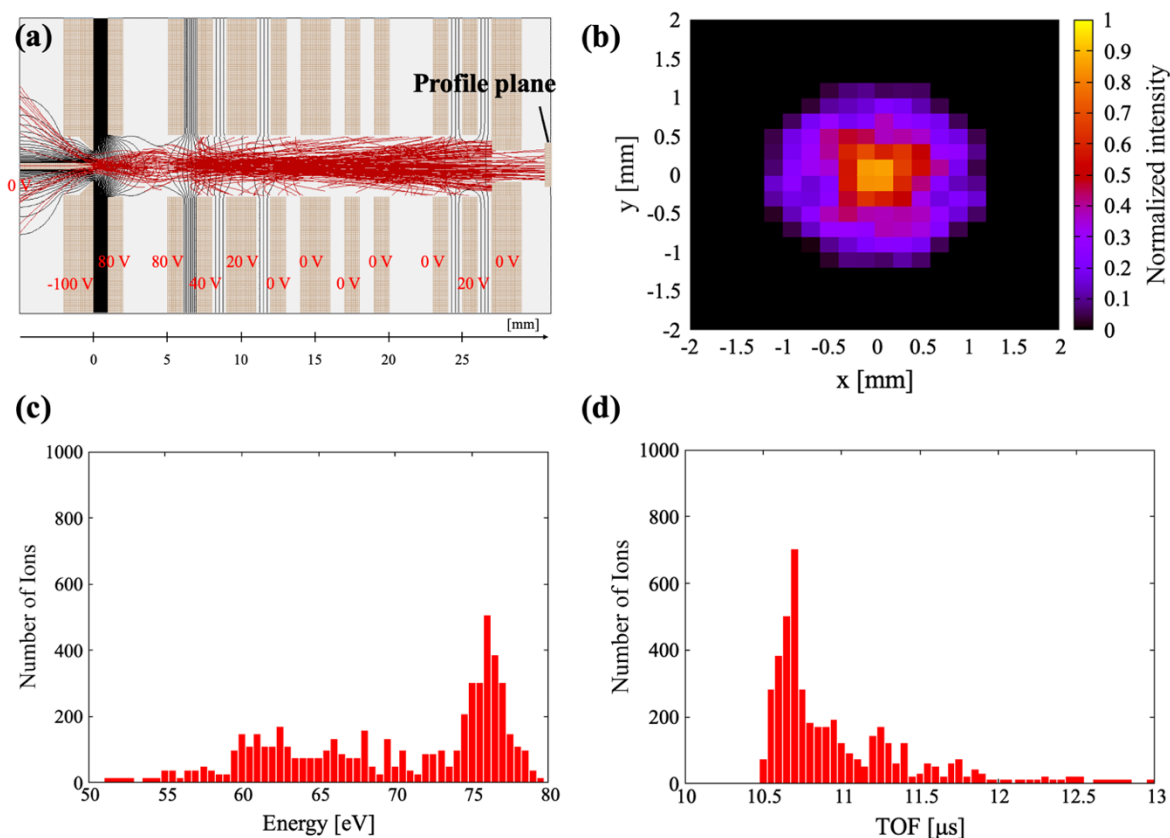 (a)
Profile plane
0 V
80 V 80 V 20 V 0 V 0 V 0 V 0 V
-100 V 40 V 0 V 0 V 20 V
[mm]
0 5 10 15 20 25
(b)
2
1.5
1
0.5
0
-0.5
-1
-1.5
-2
y [mm]
-2 -1.5 -1 -0.5 0 0.5 1 1.5 2
x [mm]
1
0.9
0.8
0.7
0.6
0.5
0.4
0.3
0.2
0.1
0
Normalized intensity
(c)
1000
800
600
400
200
0
Number of Ions
50 60 70 80
Energy [eV]
(d)
1000
800
600
400
200
0
Number of Ions
10 10.5 11 11.5 12 12.5 13
TOF [μs]